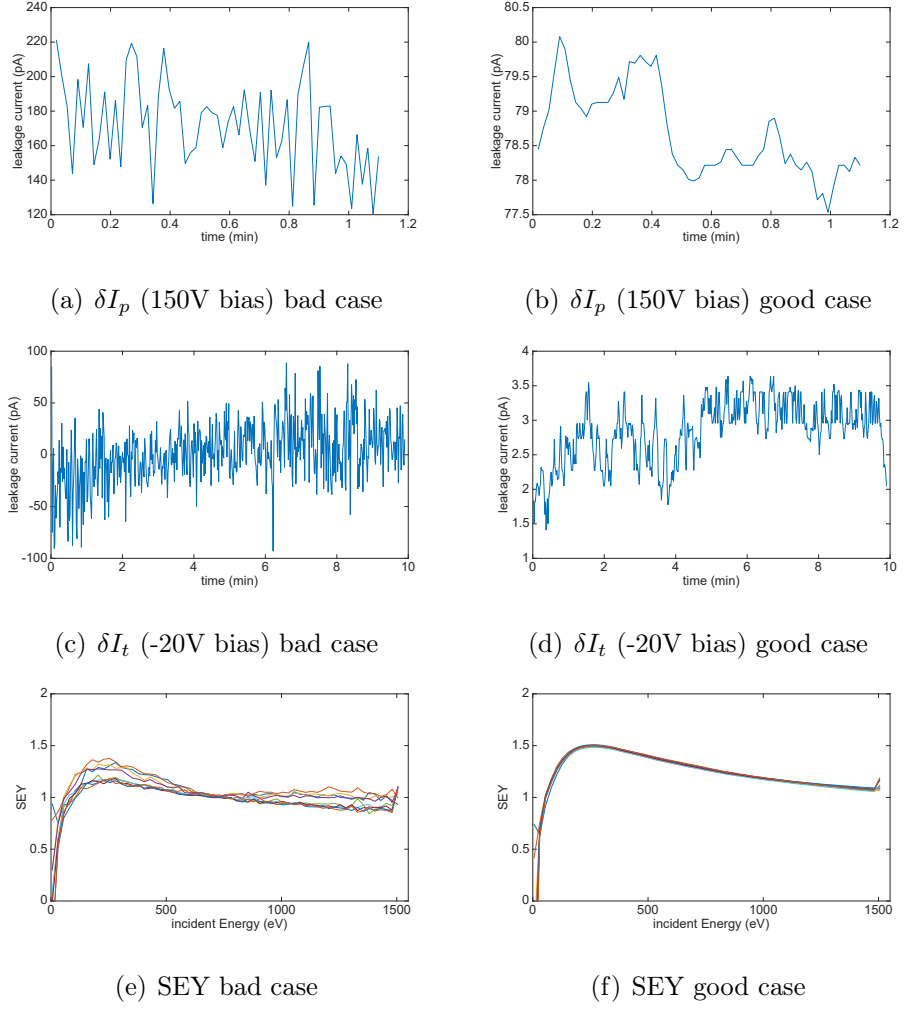 220
200
180
160
140
120
leakage current (pA)
0 0.2 0.4 0.6 0.8 1 1.2
time (min)
(a) δI_p (150V bias) bad case
80.5
80
79.5
79
78.5
78
77.5
leakage current (pA)
0 0.2 0.4 0.6 0.8 1 1.2
time (min)
(b) δI_p (150V bias) good case
240
100
50
0
-50
-100
leakage current (pA)
0 2 4 6 8 10
time (min)
(c) δI_t (-20V bias) bad case
4
3.5
3
2.5
2
1.5
1
leakage current (pA)
0 2 4 6 8 10
time (min)
(d) δI_t (-20V bias) good case
2
1.5
1
0.5
0
SEY
0 500 1000 1500
incident Energy (eV)
(e) SEY bad case
2
1.5
1
0.5
0
SEY
0 500 1000 1500
incident Energy (eV)
(f) SEY good case